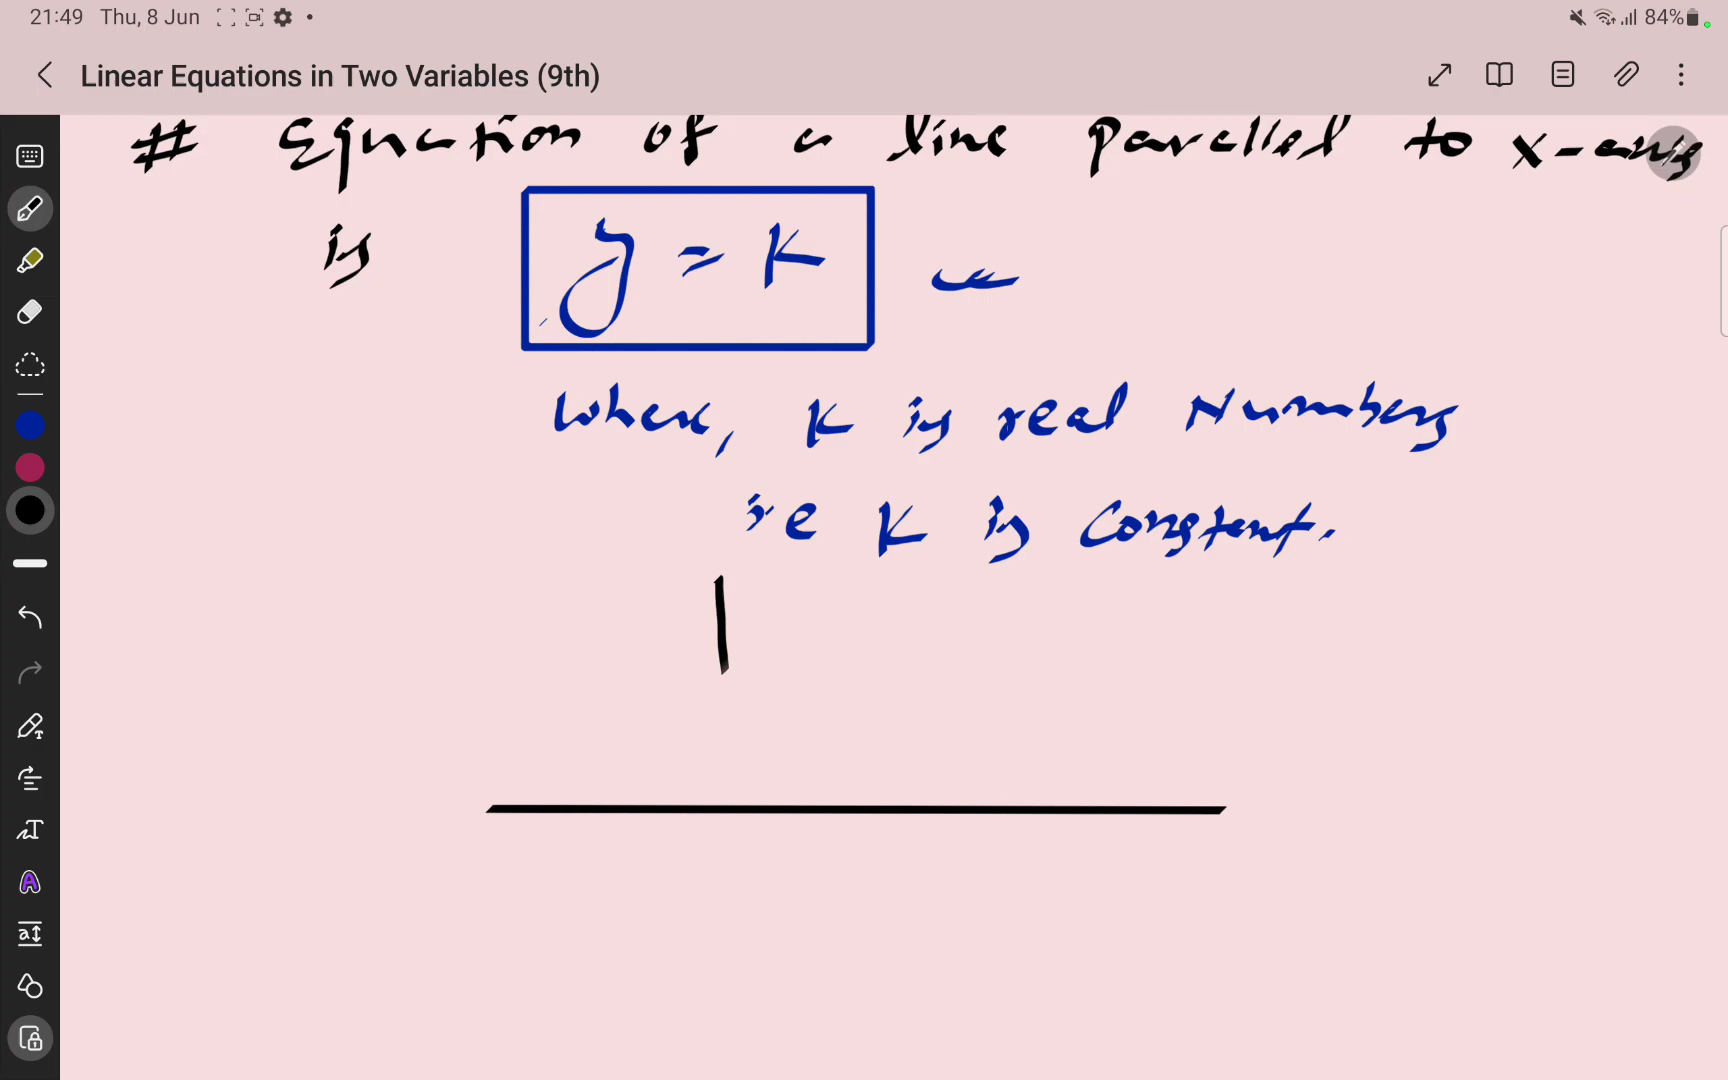 21:49 Thu, 8 Jun 84%
Linear Equations in Two Variables (9th)
# Equation of a line parallel to x-axis
is y = K
Where, K is real Numbers
ie K is Constant.